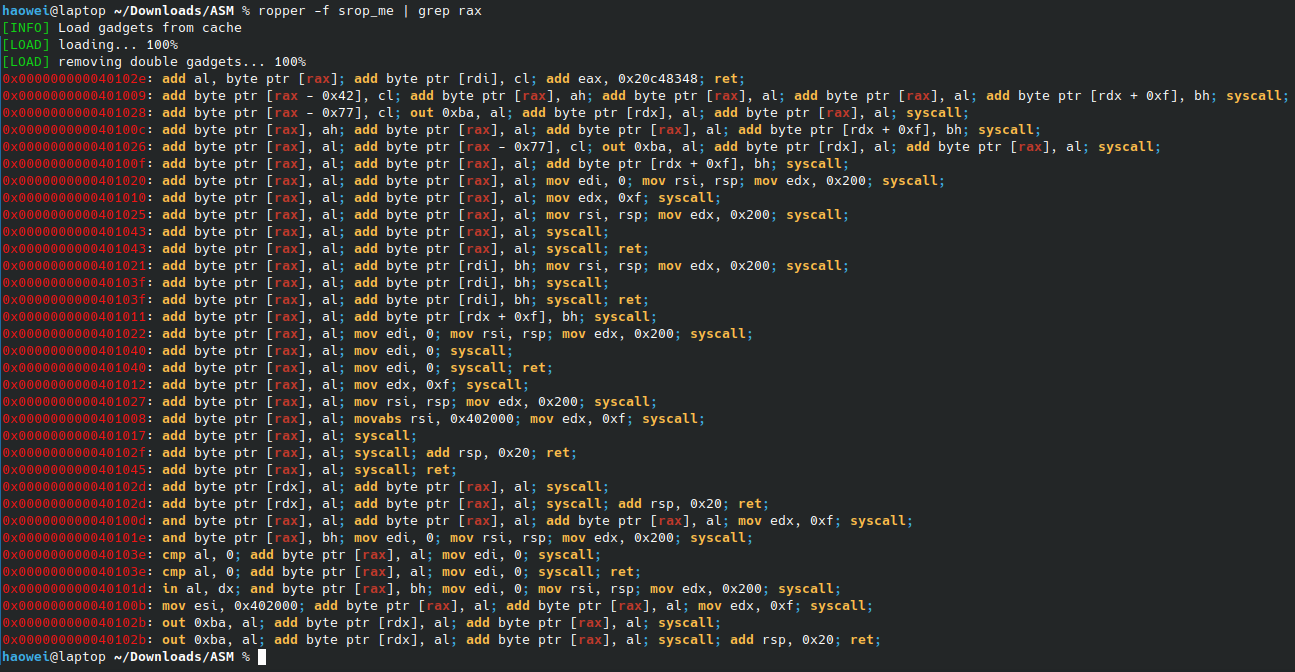 haowei@laptop ~/Downloads/ASM % ropper -f srop_me | grep rax
[INFO] Load gadgets from cache
[LOAD] loading... 100%
[LOAD] removing double gadgets... 100%
0x000000000040102e: add al, byte ptr [rax]; add byte ptr [rdi], cl; add eax, 0x20c48348; ret;
0x0000000000401009: add byte ptr [rax - 0x42], cl; add byte ptr [rax], ah; add byte ptr [rax], al; add byte ptr [rax], al; add byte ptr [rdx + 0xf], bh; syscall;
0x0000000000401028: add byte ptr [rax - 0x77], cl; out 0xba, al; add byte ptr [rdx], al; add byte ptr [rax], al; syscall;
0x000000000040100c: add byte ptr [rax], ah; add byte ptr [rax], al; add byte ptr [rax], al; add byte ptr [rdx + 0xf], bh; syscall;
0x0000000000401026: add byte ptr [rax], al; add byte ptr [rax - 0x77], cl; out 0xba, al; add byte ptr [rdx], al; add byte ptr [rax], al; syscall;
0x000000000040100f: add byte ptr [rax], al; add byte ptr [rax], al; add byte ptr [rdx + 0xf], bh; syscall;
0x0000000000401020: add byte ptr [rax], al; add byte ptr [rax], al; mov edi, 0; mov rsi, rsp; mov edx, 0x200; syscall;
0x0000000000401010: add byte ptr [rax], al; add byte ptr [rax], al; mov edx, 0xf; syscall;
0x0000000000401025: add byte ptr [rax], al; add byte ptr [rax], al; mov rsi, rsp; mov edx, 0x200; syscall;
0x0000000000401043: add byte ptr [rax], al; add byte ptr [rax], al; syscall;
0x0000000000401043: add byte ptr [rax], al; add byte ptr [rax], al; syscall; ret;
0x0000000000401021: add byte ptr [rax], al; add byte ptr [rdi], bh; mov rsi, rsp; mov edx, 0x200; syscall;
0x000000000040103f: add byte ptr [rax], al; add byte ptr [rdi], bh; syscall;
0x000000000040103f: add byte ptr [rax], al; add byte ptr [rdi], bh; syscall; ret;
0x0000000000401011: add byte ptr [rax], al; add byte ptr [rdx + 0xf], bh; syscall;
0x0000000000401022: add byte ptr [rax], al; mov edi, 0; mov rsi, rsp; mov edx, 0x200; syscall;
0x0000000000401040: add byte ptr [rax], al; mov edi, 0; syscall;
0x0000000000401040: add byte ptr [rax], al; mov edi, 0; syscall; ret;
0x0000000000401012: add byte ptr [rax], al; mov edx, 0xf; syscall;
0x0000000000401027: add byte ptr [rax], al; mov rsi, rsp; mov edx, 0x200; syscall;
0x0000000000401008: add byte ptr [rax], al; movabs rsi, 0x402000; mov edx, 0xf; syscall;
0x0000000000401017: add byte ptr [rax], al; syscall;
0x000000000040102f: add byte ptr [rax], al; syscall; add rsp, 0x20; ret;
0x0000000000401045: add byte ptr [rax], al; syscall; ret;
0x000000000040102d: add byte ptr [rdx], al; add byte ptr [rax], al; syscall;
0x000000000040102d: add byte ptr [rdx], al; add byte ptr [rax], al; syscall; add rsp, 0x20; ret;
0x000000000040100d: and byte ptr [rax], al; add byte ptr [rax], al; add byte ptr [rax], al; mov edx, 0xf; syscall;
0x000000000040101e: and byte ptr [rax], bh; mov edi, 0; mov rsi, rsp; mov edx, 0x200; syscall;
0x000000000040103e: cmp al, 0; add byte ptr [rax], al; mov edi, 0; syscall;
0x000000000040103e: cmp al, 0; add byte ptr [rax], al; mov edi, 0; syscall; ret;
0x000000000040101d: in al, dx; and byte ptr [rax], bh; mov edi, 0; mov rsi, rsp; mov edx, 0x200; syscall;
0x000000000040100b: mov esi, 0x402000; add byte ptr [rax], al; add byte ptr [rax], al; mov edx, 0xf; syscall;
0x000000000040102b: out 0xba, al; add byte ptr [rdx], al; add byte ptr [rax], al; syscall;
0x000000000040102b: out 0xba, al; add byte ptr [rdx], al; add byte ptr [rax], al; syscall; add rsp, 0x20; ret;
haowei@laptop ~/Downloads/ASM %